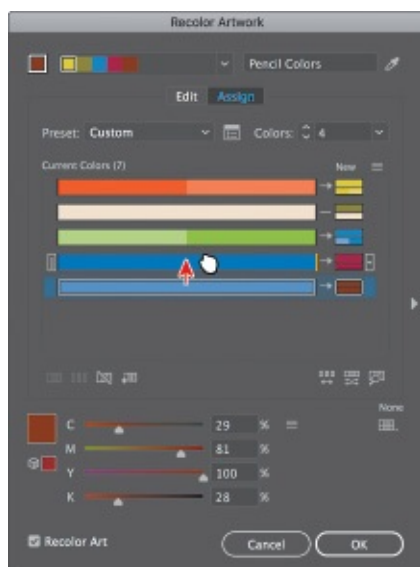 Recolor Artwork
Pencil Colors
Edit Assign
Preset: Custom Colors: 4
Current Colors (7) New
C 29 %
None
M 81 %
Y 100 %
K 28 %
Recolor Art Cancel OK